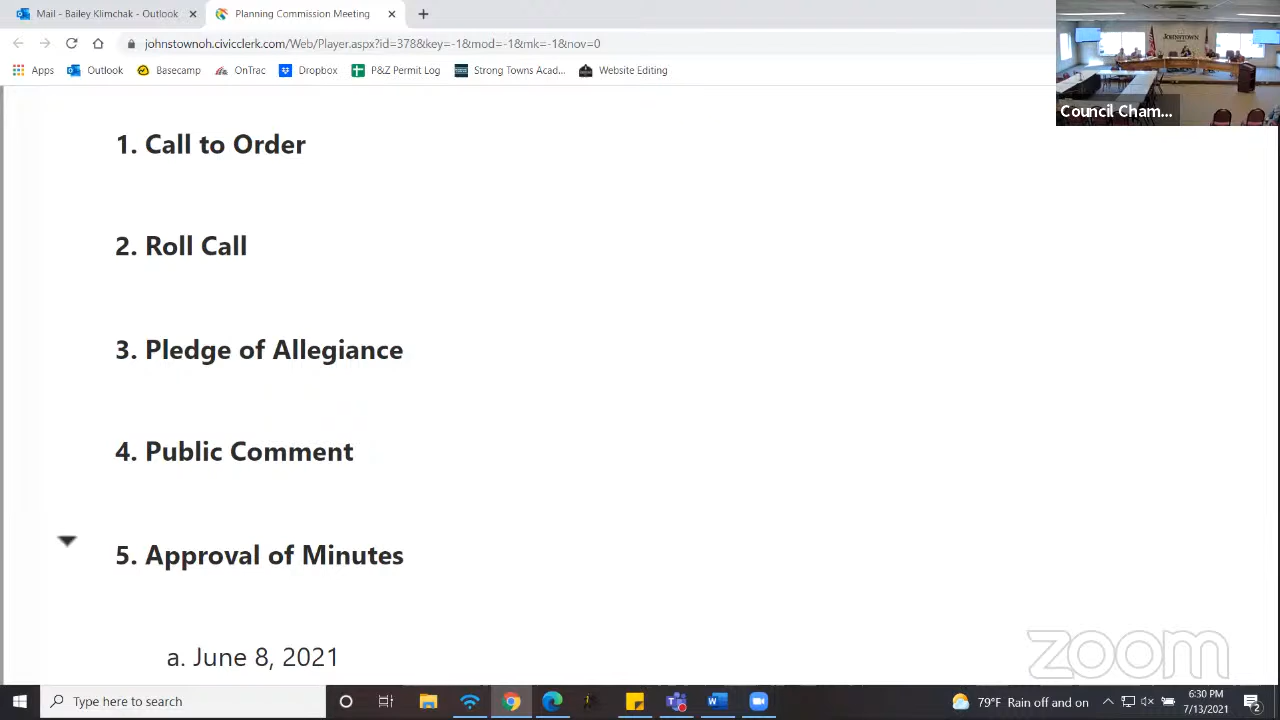 Mail - Bailey Klimchak - Outlook
Planning Commission Meeting
johnstownoh.civicclerk.com/Web/Player.aspx?id=378&key=-1&mod=-1&mk=-1&nov=0
Apps Outlook Basecamp OnTrac Dropbox P&Z Permit Log Strong Towns Acad... Website Editing
JOHNSTOWN
Council Cham...
1. Call to Order
2. Roll Call
3. Pledge of Allegiance
4. Public Comment
5. Approval of Minutes
a. June 8, 2021
zoom
Type here to search
79°F Rain off and on
6:30 PM
7/13/2021
2